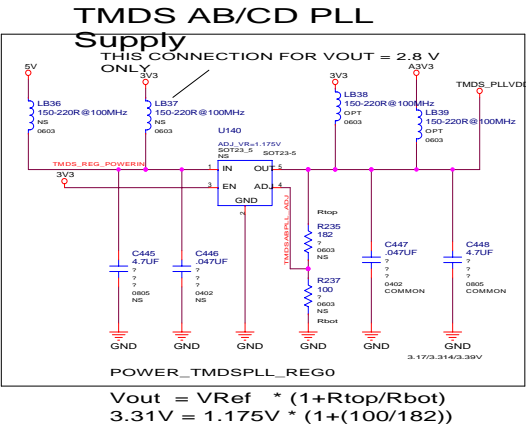 TMDS AB/CD PLL
Supply
THIS CONNECTION FOR VOUT = 2.8 V
ONLY
5V
3V3
3V3
A3V3
TMDS_PLLVDD
LB36
150-220R@100MHz
NS
0603
LB37
150-220R@100MHz
NS
0603
LB38
150-220R@100MHz
OPT
0603
LB39
150-220R@100MHz
OPT
0603
U140
ADJ_VR=1.175V
SOT23_5
SOT23-5
NS
TMDS_REG_POWERIN
3V3
1
IN
OUT
5
3
EN
ADJ
4
GND
2
TMDSABPLL_ADJ
Rtop
R235
182
?
0603
NS
R237
100
?
0603
NS
Rbot
C445
4.7UF
?
?
0805
NS
C446
.047UF
?
?
0402
NS
C447
.047UF
?
?
0402
COMMON
C448
4.7UF
?
?
0805
COMMON
GND
GND
GND
GND
GND
GND
3.17/3.314/3.39V
POWER_TMDSPLL_REG0
Vout = VRef * (1+Rtop/Rbot)
3.31V = 1.175V * (1+(100/182))